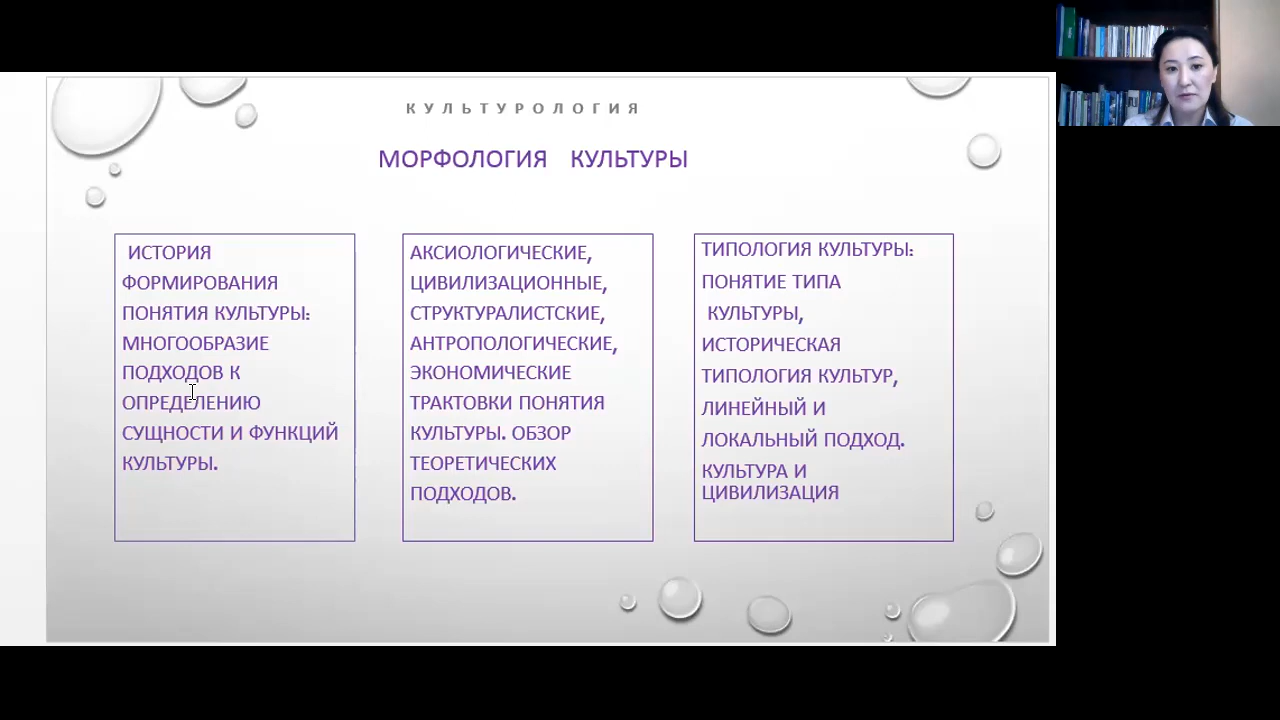 КУЛЬТУРОЛОГИЯ
МОРФОЛОГИЯ КУЛЬТУРЫ
ИСТОРИЯ
ФОРМИРОВАНИЯ
ПОНЯТИЯ КУЛЬТУРЫ:
МНОГООБРАЗИЕ
ПОДХОДОВ К
ОПРЕДЕЛЕНИЮ
СУЩНОСТИ И ФУНКЦИЙ
КУЛЬТУРЫ.
АКСИОЛОГИЧЕСКИЕ,
ЦИВИЛИЗАЦИОННЫЕ,
СТРУКТУРАЛИСТСКИЕ,
АНТРОПОЛОГИЧЕСКИЕ,
ЭКОНОМИЧЕСКИЕ
ТРАКТОВКИ ПОНЯТИЯ
КУЛЬТУРЫ. ОБЗОР
ТЕОРЕТИЧЕСКИХ
ПОДХОДОВ.
ТИПОЛОГИЯ КУЛЬТУРЫ:
ПОНЯТИЕ ТИПА
КУЛЬТУРЫ,
ИСТОРИЧЕСКАЯ
ТИПОЛОГИЯ КУЛЬТУР,
ЛИНЕЙНЫЙ И
ЛОКАЛЬНЫЙ ПОДХОД.
КУЛЬТУРА И
ЦИВИЛИЗАЦИЯ